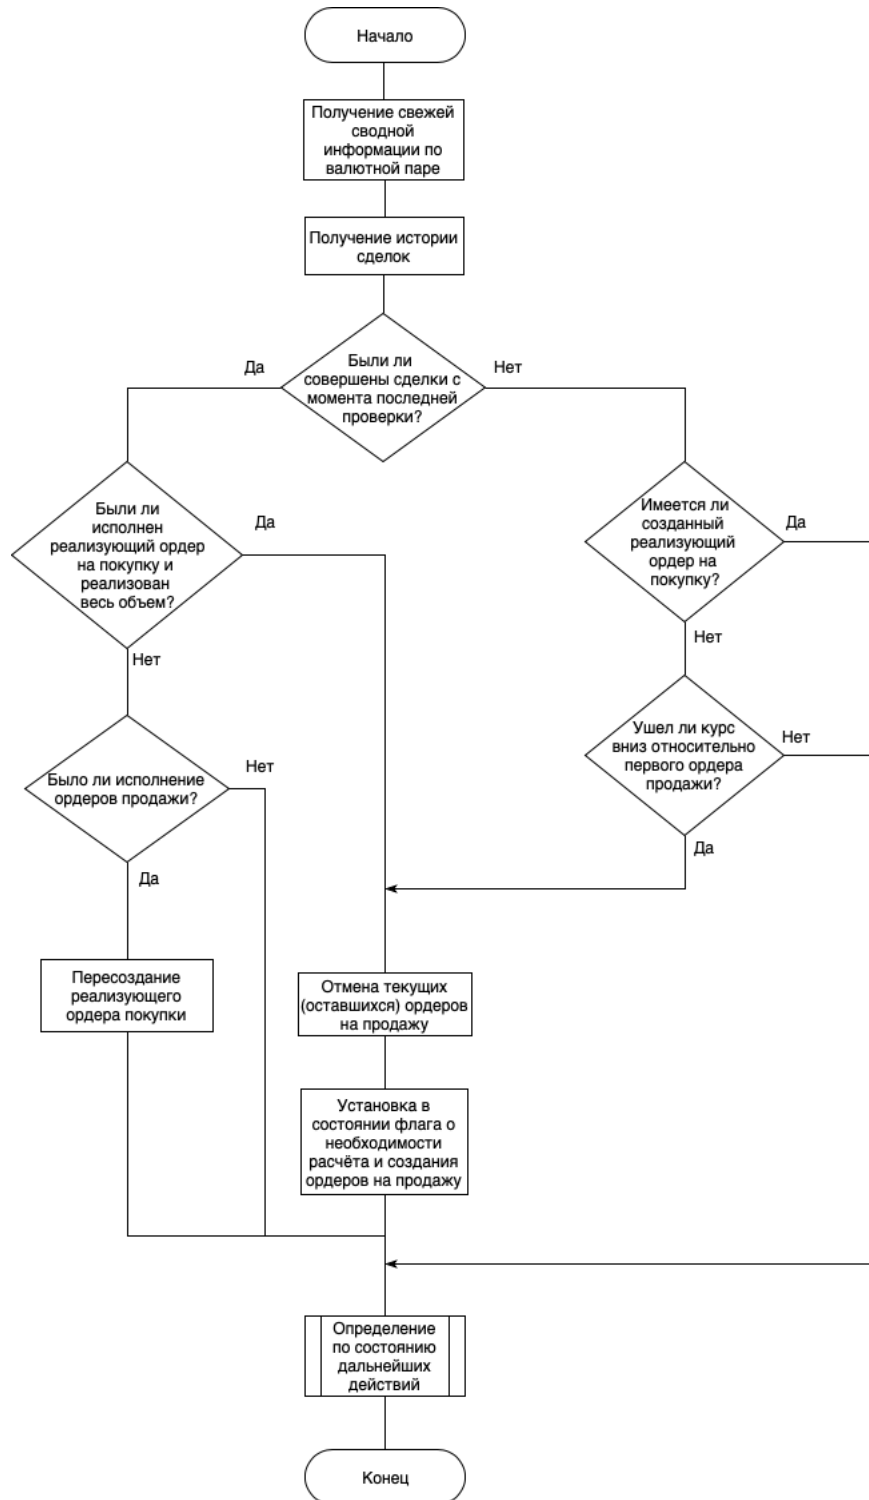 Начало
Получение свежей
сводной
информации по
валютной паре
Получение истории
сделок
Были ли
совершены сделки с
момента последней
проверки?
Да
Нет
Были ли
исполнен
реализующий ордер
на покупку и
реализован
весь объем?
Да
Нет
Имеется ли
созданный
реализующий
ордер на
покупку?
Да
Нет
Ушел ли курс
вниз относительно
первого ордера
продажи?
Нет
Да
Было ли исполнение
ордеров продажи?
Нет
Да
Пересоздание
реализующего
ордера покупки
Отмена текущих
(оставшихся) ордеров
на продажу
Установка в
состоянии флага о
необходимости
расчёта и создания
ордеров на продажу
Определение
по состоянию
дальнейших
действий
Конец